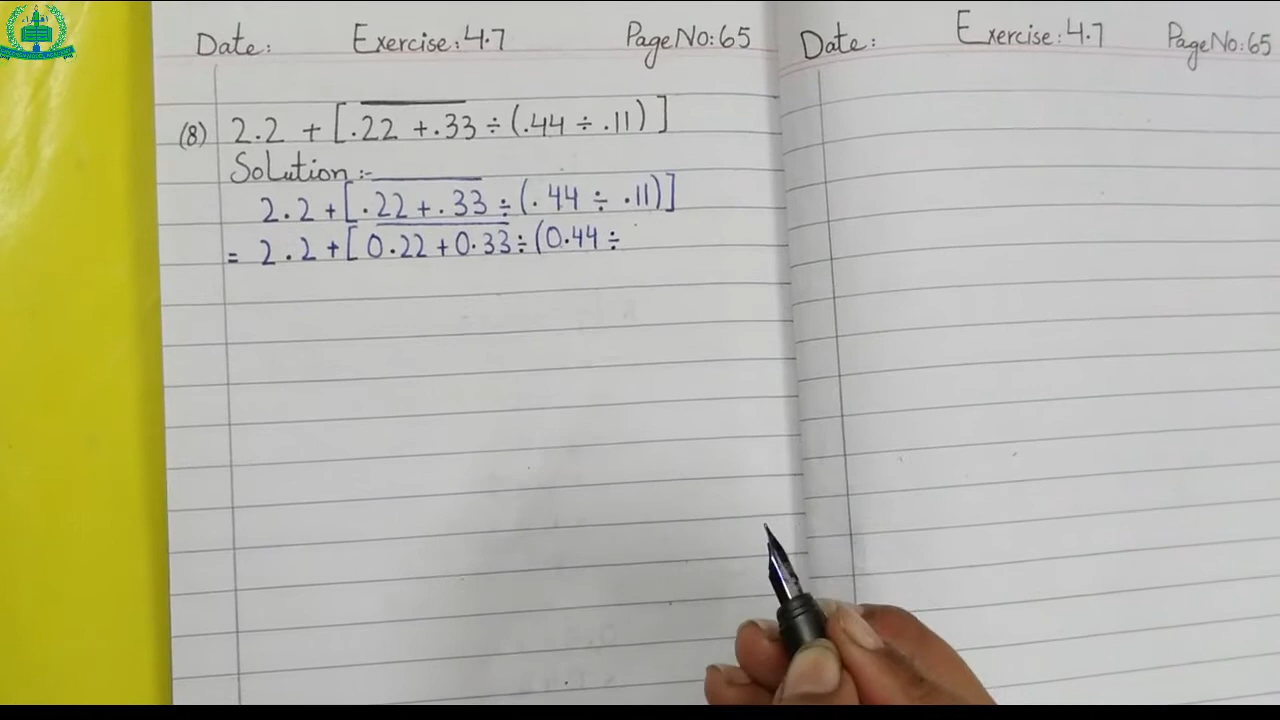 Date: Exercise: 4.7 Page No: 65
(8) 2.2 + [.22 + .33 ÷ (.44 ÷ .11)]
Solution :-
2.2 + [.22 + .33 ÷ (.44 ÷ .11)]
= 2.2 + [0.22 + 0.33 ÷ (0.44 ÷
Date: Exercise: 4.7 Page No: 65